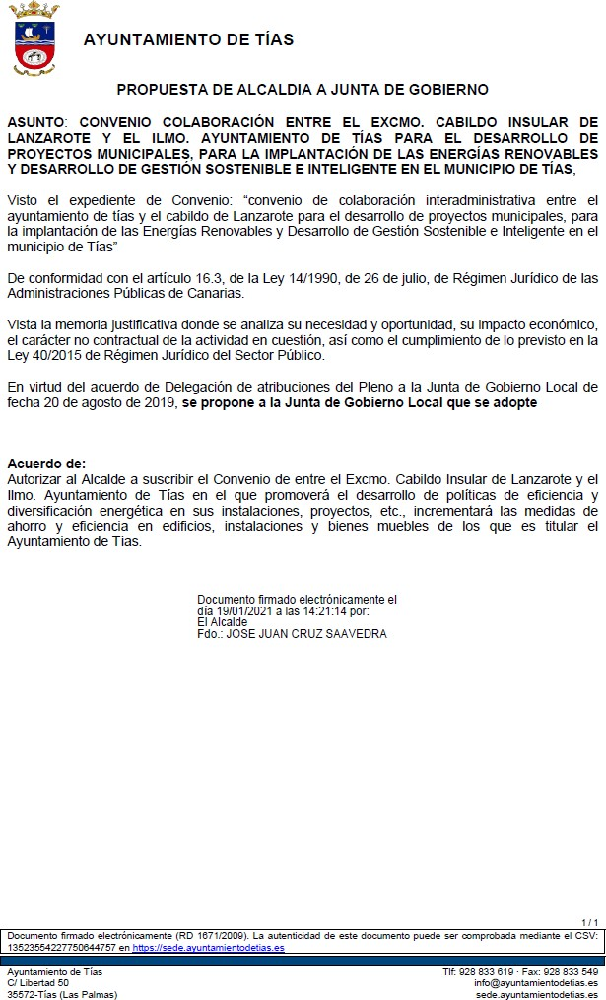 AYUNTAMIENTO DE TÍAS
PROPUESTA DE ALCALDIA A JUNTA DE GOBIERNO
ASUNTO: CONVENIO COLABORACIÓN ENTRE EL EXCMO. CABILDO INSULAR DE
LANZAROTE Y EL ILMO. AYUNTAMIENTO DE TÍAS PARA EL DESARROLLO DE
PROYECTOS MUNICIPALES, PARA LA IMPLANTACIÓN DE LAS ENERGÍAS RENOVABLES
Y DESARROLLO DE GESTIÓN SOSTENIBLE E INTELIGENTE EN EL MUNICIPIO DE TÍAS,
Visto el expediente de Convenio: “convenio de colaboración interadministrativa entre el
ayuntamiento de tías y el cabildo de Lanzarote para el desarrollo de proyectos municipales, para
la implantación de las Energías Renovables y Desarrollo de Gestión Sostenible e Inteligente en el
municipio de Tías”
De conformidad con el artículo 16.3, de la Ley 14/1990, de 26 de julio, de Régimen Jurídico de las
Administraciones Públicas de Canarias.
Vista la memoria justificativa donde se analiza su necesidad y oportunidad, su impacto económico,
el carácter no contractual de la actividad en cuestión, así como el cumplimiento de lo previsto en la
Ley 40/2015 de Régimen Jurídico del Sector Público.
En virtud del acuerdo de Delegación de atribuciones del Pleno a la Junta de Gobierno Local de
fecha 20 de agosto de 2019, se propone a la Junta de Gobierno Local que se adopte
Acuerdo de:
Autorizar al Alcalde a suscribir el Convenio de entre el Excmo. Cabildo Insular de Lanzarote y el
Ilmo. Ayuntamiento de Tías en el que promoverá el desarrollo de políticas de eficiencia y
diversificación energética en sus instalaciones, proyectos, etc., incrementará las medidas de
ahorro y eficiencia en edificios, instalaciones y bienes muebles de los que es titular el
Ayuntamiento de Tías.
Documento firmado electrónicamente el
día 19/01/2021 a las 14:21:14 por:
El Alcalde
Fdo.: JOSE JUAN CRUZ SAAVEDRA
1 / 1
Documento firmado electrónicamente (RD 1671/2009). La autenticidad de este documento puede ser comprobada mediante el CSV:
13523554227750644757 en https://sede.ayuntamientodetias.es
Ayuntamiento de Tías
C/ Libertad 50
35572-Tías (Las Palmas)
Tlf: 928 833 619 · Fax: 928 833 549
info@ayuntamientodetias.es
sede.ayuntamientodetias.es